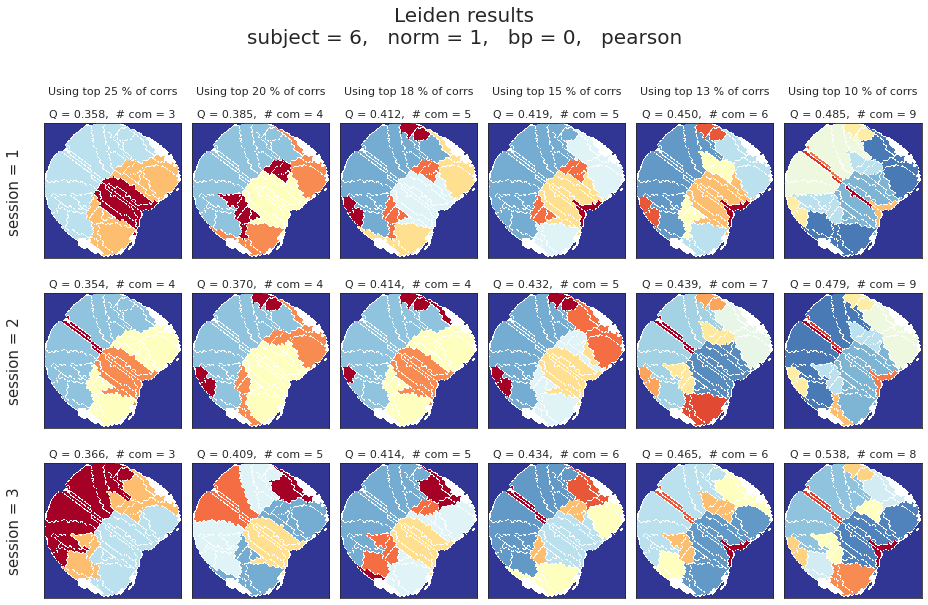 Leiden results
subject = 6,   norm = 1,   bp = 0,   pearson
Using top 25 % of corrs
Using top 20 % of corrs
Using top 18 % of corrs
Using top 15 % of corrs
Using top 13 % of corrs
Using top 10 % of corrs
session = 1
Q = 0.358,  # com = 3
Q = 0.385,  # com = 4
Q = 0.412,  # com = 5
Q = 0.419,  # com = 5
Q = 0.450,  # com = 6
Q = 0.485,  # com = 9
session = 2
Q = 0.354,  # com = 4
Q = 0.370,  # com = 4
Q = 0.414,  # com = 4
Q = 0.432,  # com = 5
Q = 0.439,  # com = 7
Q = 0.479,  # com = 9
session = 3
Q = 0.366,  # com = 3
Q = 0.409,  # com = 5
Q = 0.414,  # com = 5
Q = 0.434,  # com = 6
Q = 0.465,  # com = 6
Q = 0.538,  # com = 8